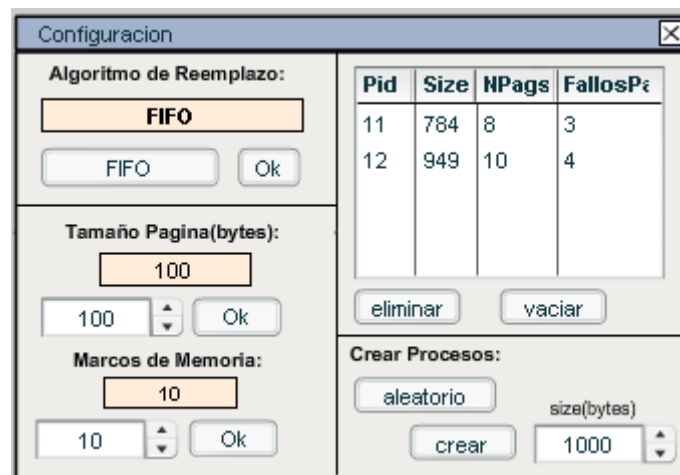 Configuracion
Algoritmo de Reemplazo:
FIFO
FIFO Ok
Tamaño Pagina(bytes):
100
100 Ok
Marcos de Memoria:
10
10 Ok
Pid Size NPags FallosPa
11 784 8 3
12 949 10 4
eliminar vaciar
Crear Procesos:
aleatorio
size(bytes)
crear 1000